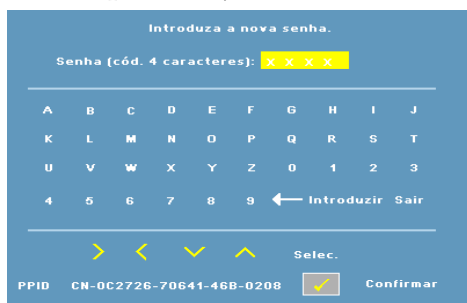 Introduza a nova senha.
Senha (cód. 4 caracteres): X X X X
A B C D E F G H I J
K L M N O P Q R S T
U V W X Y Z 0 1 2 3
4 5 6 7 8 9 Introduzir Sair
Selec.
PPID CN-0C2726-70641-46B-0208 Confirmar